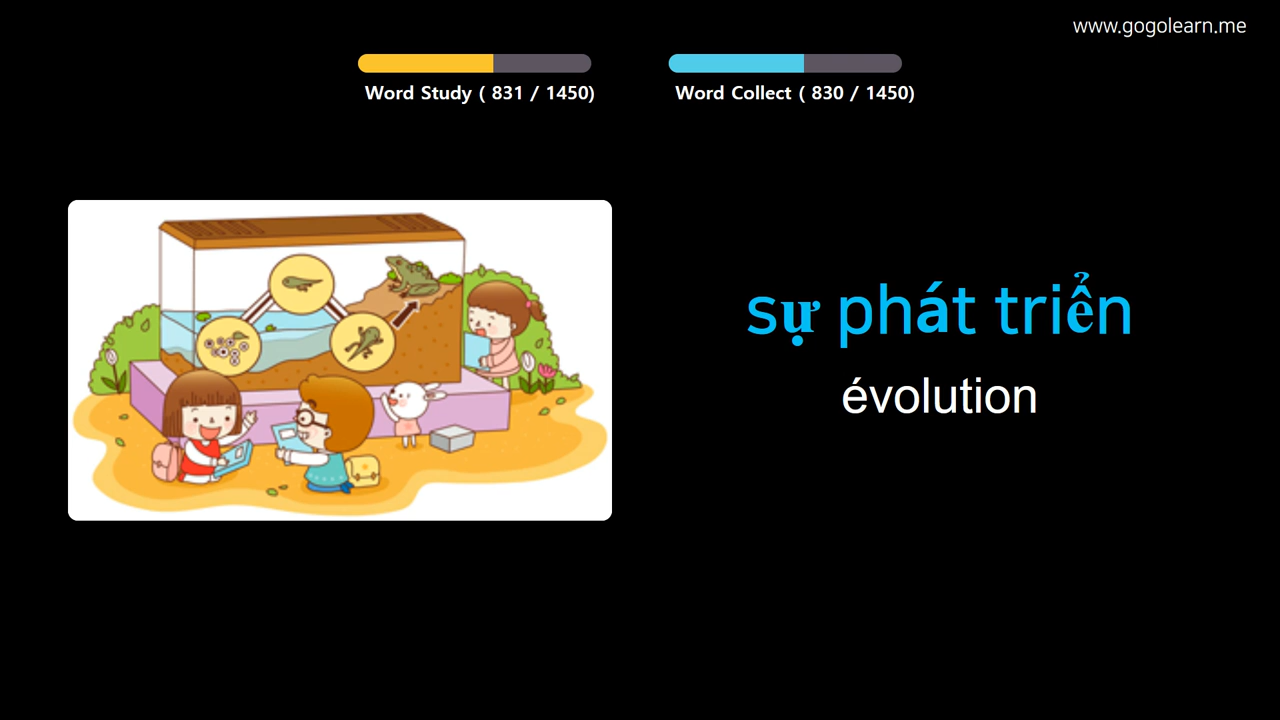 www.gogolearn.me
Word Study ( 831 / 1450)
Word Collect ( 830 / 1450)
sự phát triển
évolution